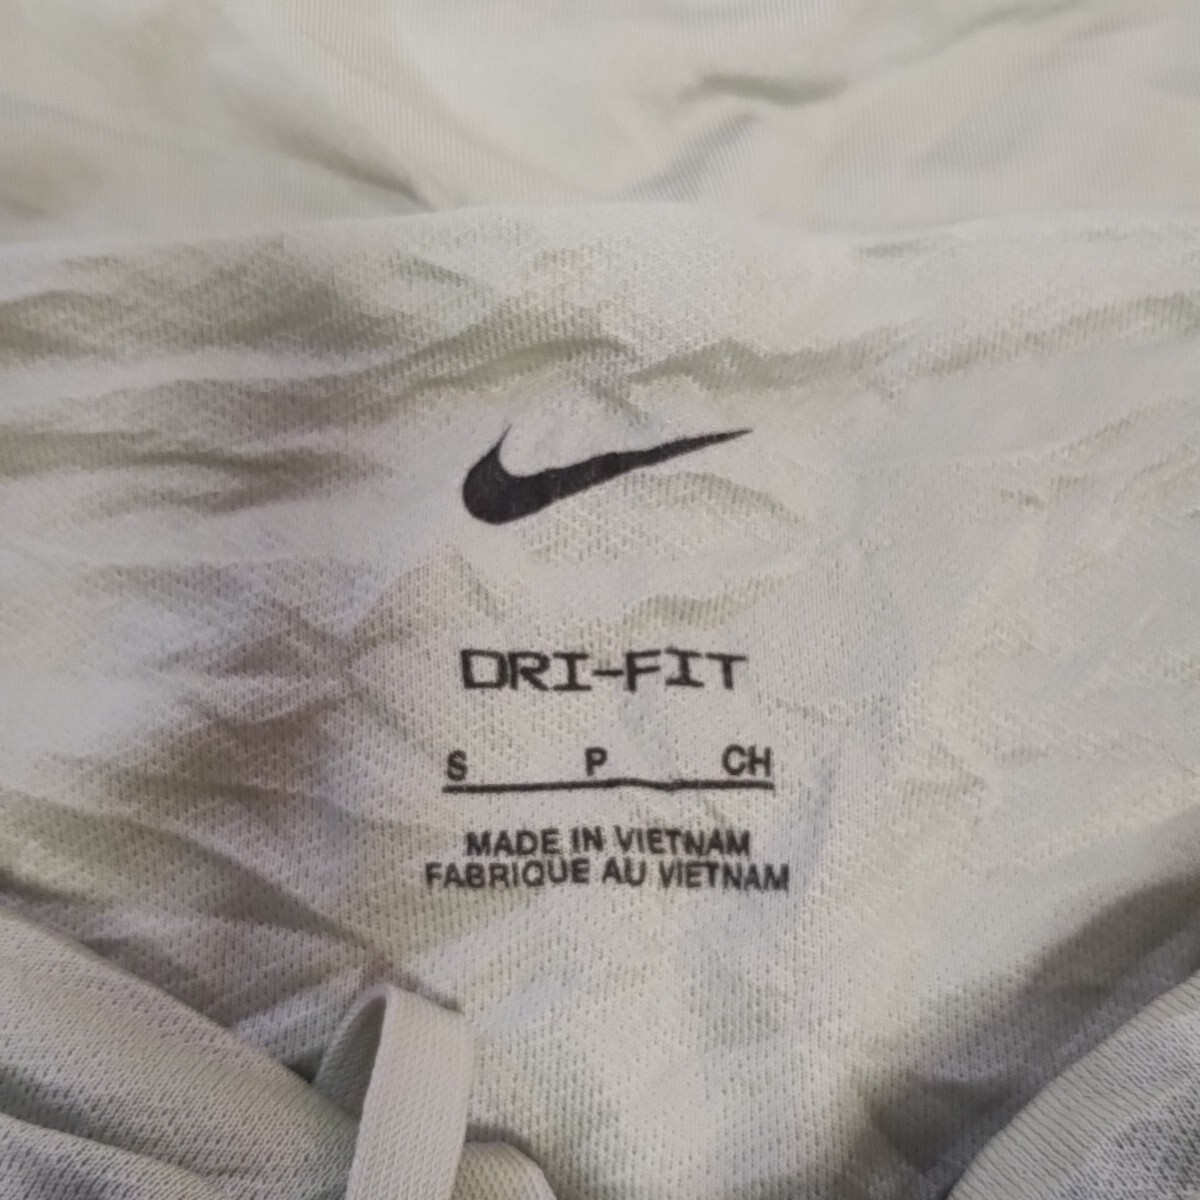 DRI-FIT
S P CH
MADE IN VIETNAM
FABRIQUE AU VIETNAM